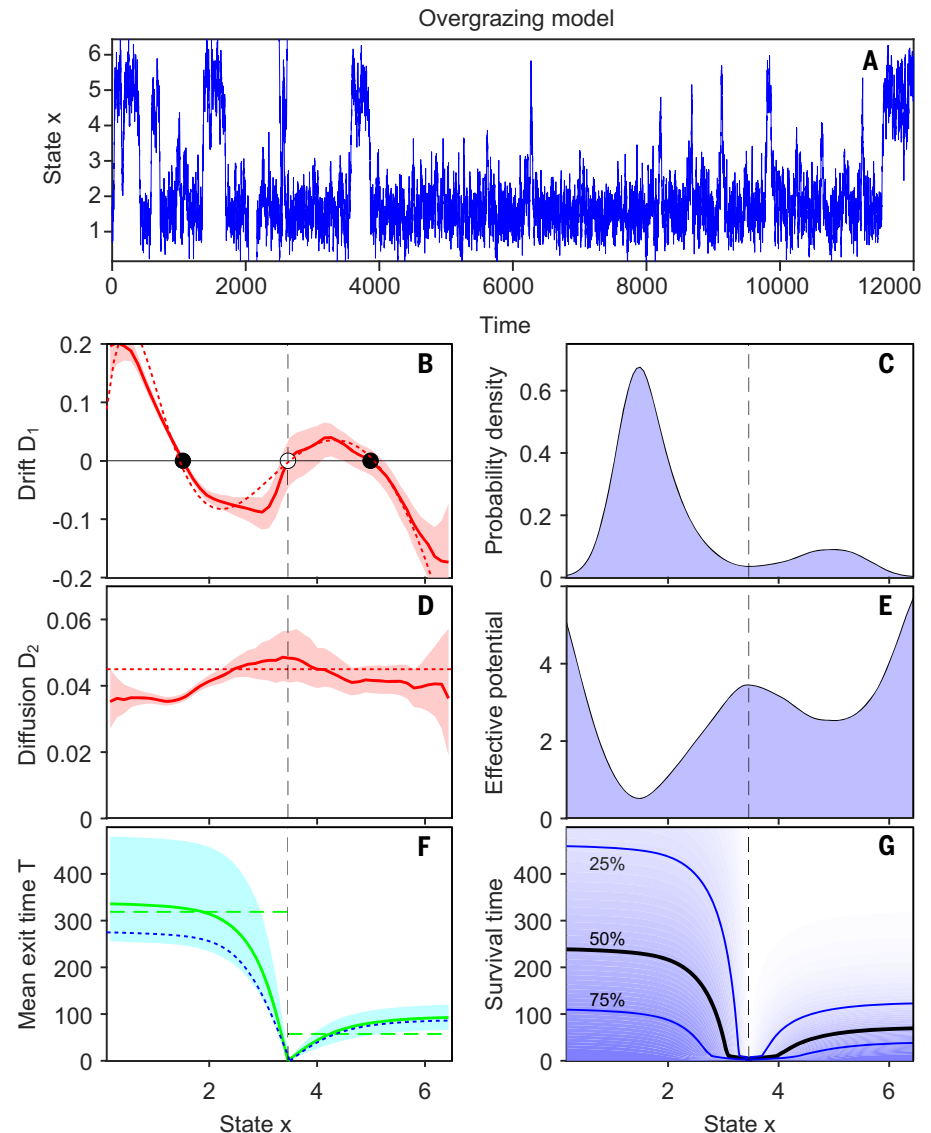 Overgrazing model
A
State x
6
5
4
3
2
1
0 2000 4000 6000 8000 10000 12000
Time
B
Drift D1
0.2
0.1
0
-0.1
-0.2
C
Probability density
0.6
0.4
0.2
0
D
Diffusion D2
0.06
0.04
0.02
0
E
Effective potential
4
2
0
F
Mean exit time T
400
300
200
100
0
2 4 6
State x
G
Survival time
400
300
200
100
0
25%
50%
75%
2 4 6
State x